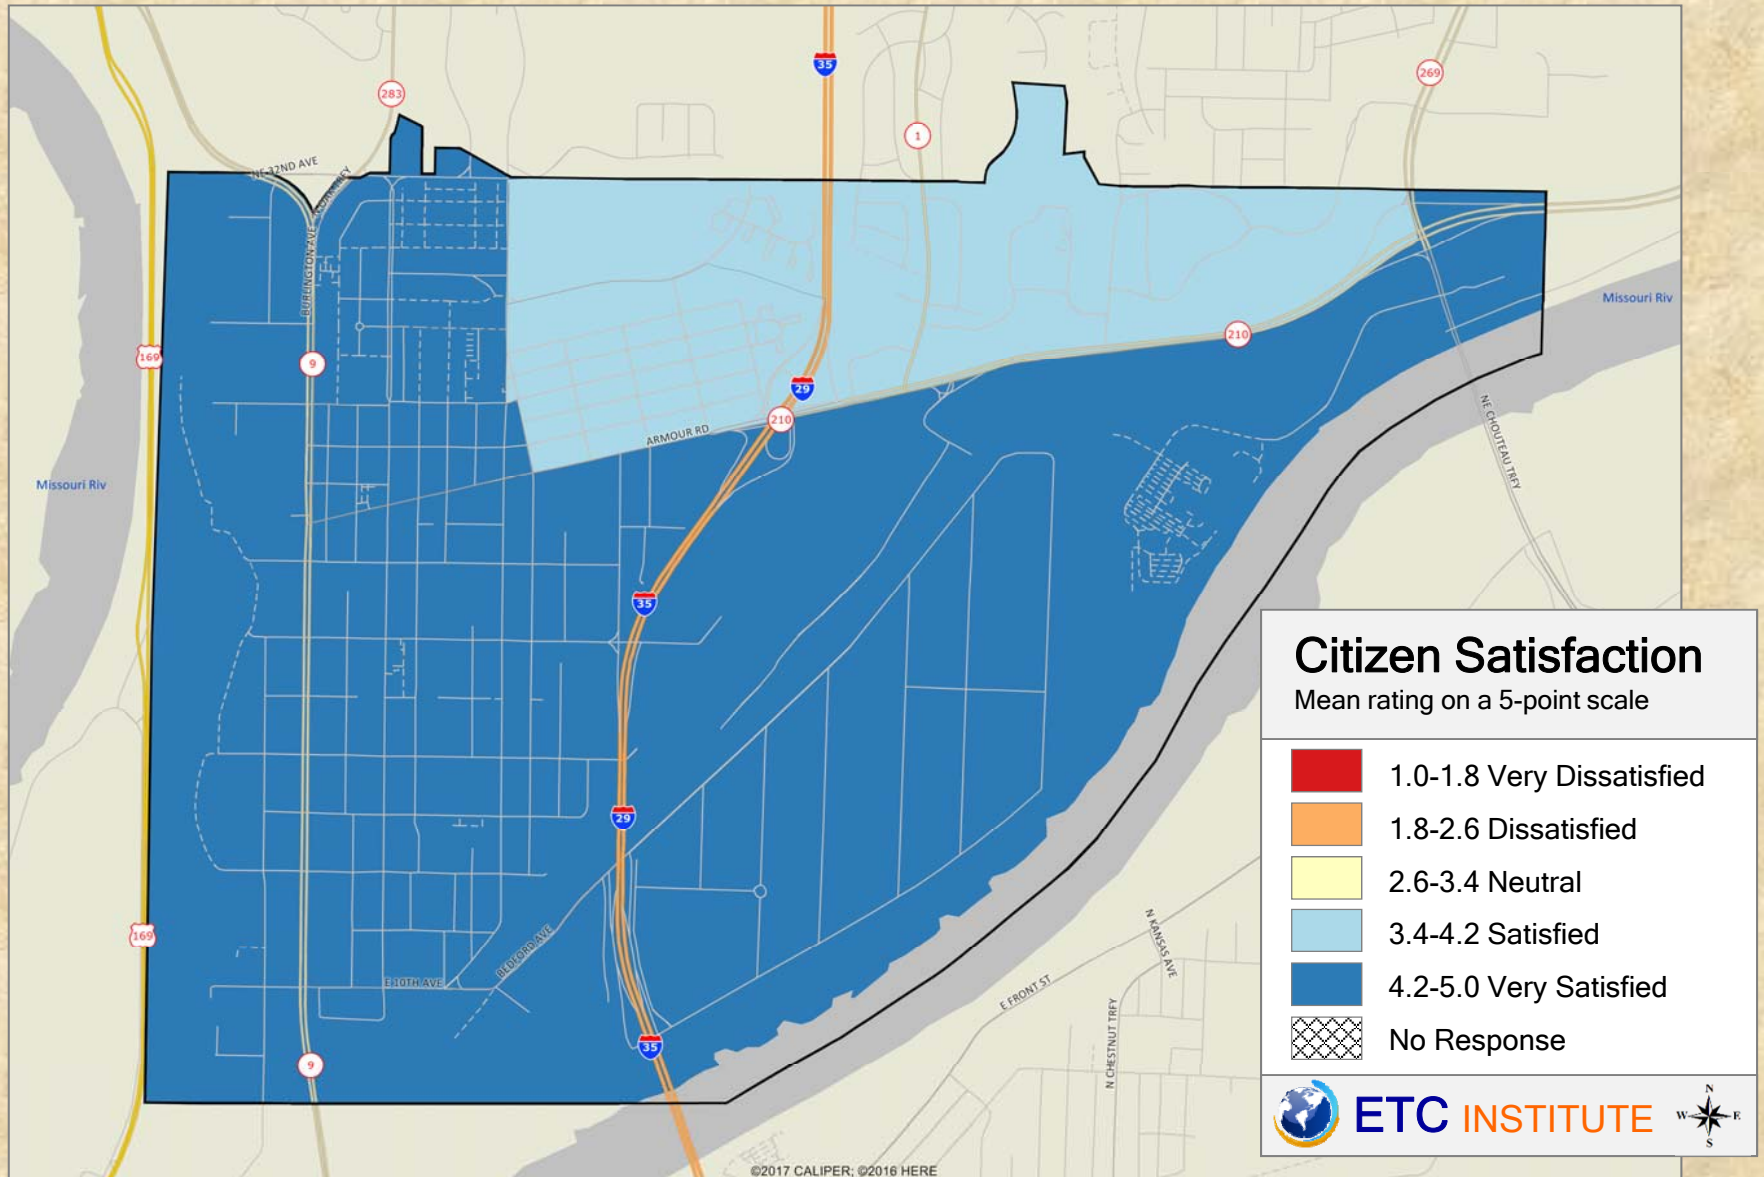 35
283
269
1
NE 32ND AVE
BURLINGTON AVE
Missouri Riv
169
9
210
29
210
ARMOUR RD
NE CHOUTEAU TRFY
Missouri Riv
35
29
169
BEDFORD AVE
E 10TH AVE
N KANSAS AVE
E FRONT ST
N CHESTNUT TRFY
35
9
©2017 CALIPER; ©2016 HERE
Citizen Satisfaction
Mean rating on a 5-point scale
1.0-1.8 Very Dissatisfied
1.8-2.6 Dissatisfied
2.6-3.4 Neutral
3.4-4.2 Satisfied
4.2-5.0 Very Satisfied
No Response
ETC INSTITUTE
N
W E
S